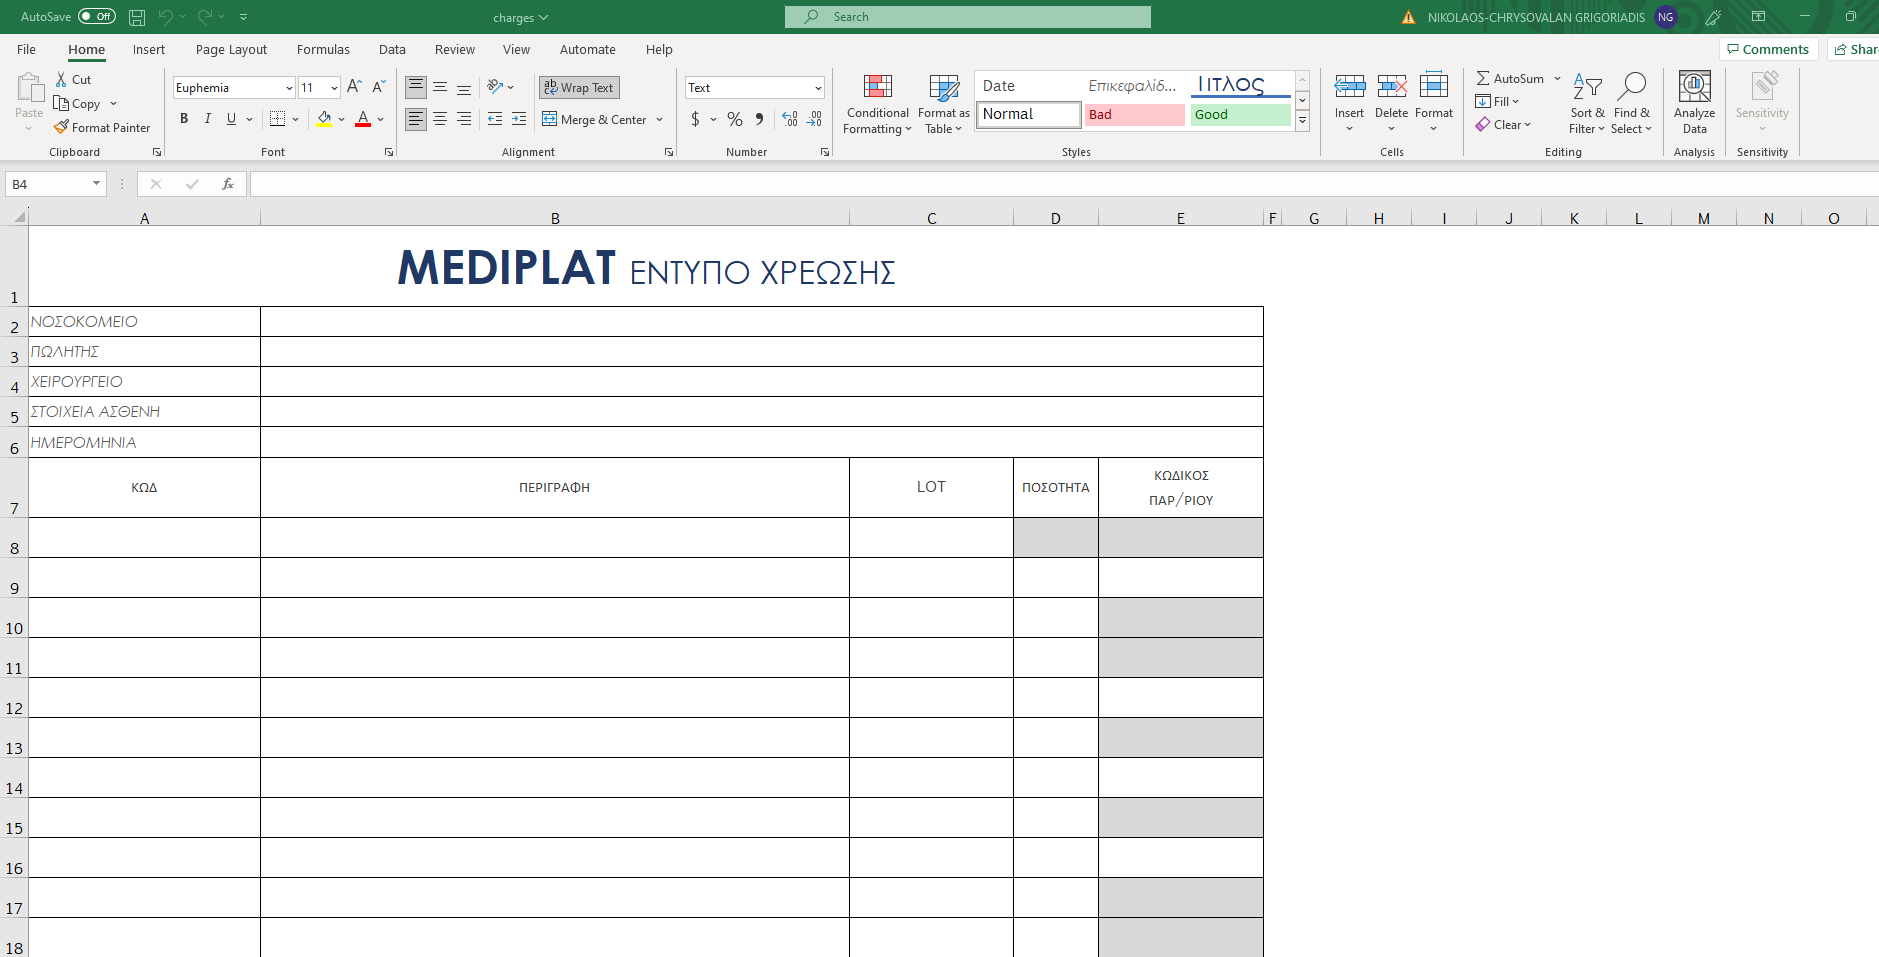 AutoSave Off charges Search NIKOLAOS-CHRYSOVALAN GRIGORIADIS NG
File Home Insert Page Layout Formulas Data Review View Automate Help Comments Shar
Paste
Cut
Copy
Format Painter
Clipboard
Euphemia 11
B I U
Font
Wrap Text
Merge & Center
Alignment
Text
$ % 9
Number
Conditional Formatting
Format as Table
Date Επικεφαλίδ... Τίτλος
Normal Bad Good
Styles
Insert Delete Format
Cells
AutoSum
Fill
Clear
Sort & Filter
Find & Select
Editing
Analyze Data
Analysis
Sensitivity
Sensitivity
B4 fx
A B C D E F G H I J K L M N O
1 MEDIPLAT ΕΝΤΥΠΟ ΧΡΕΩΣΗΣ
2 ΝΟΣΟΚΟΜΕΙΟ
3 ΠΩΛΗΤΗΣ
4 ΧΕΙΡΟΥΡΓΕΙΟ
5 ΣΤΟΙΧΕΙΑ ΑΣΘΕΝΗ
6 ΗΜΕΡΟΜΗΝΙΑ
7 ΚΩΔ ΠΕΡΙΓΡΑΦΗ LOT ΠΟΣΟΤΗΤΑ ΚΩΔΙΚΟΣ ΠΑΡ/ΡΙΟΥ
8
9
10
11
12
13
14
15
16
17
18